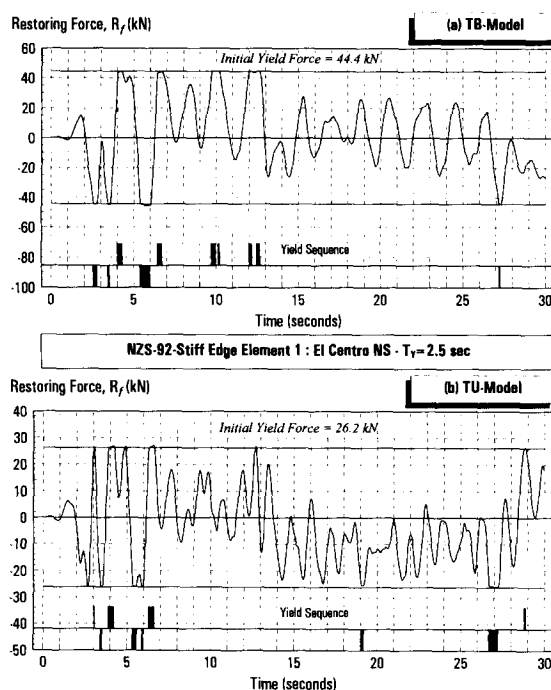 Restoring Force, R_f (kN)
(a) TB-Model
Initial Yield Force = 44.4 kN
60
40
20
0
-20
-40
-60
-80
-100
Yield Sequence
0 5 10 15 20 25 30
Time (seconds)
NZS-92-Stiff Edge Element 1 : El Centro NS - T_Y= 2.5 sec
Restoring Force, R_f (kN)
(b) TU-Model
Initial Yield Force = 26.2 kN
40
30
20
10
0
-10
-20
-30
-40
-50
Yield Sequence
0 5 10 15 20 25 30
Time (seconds)